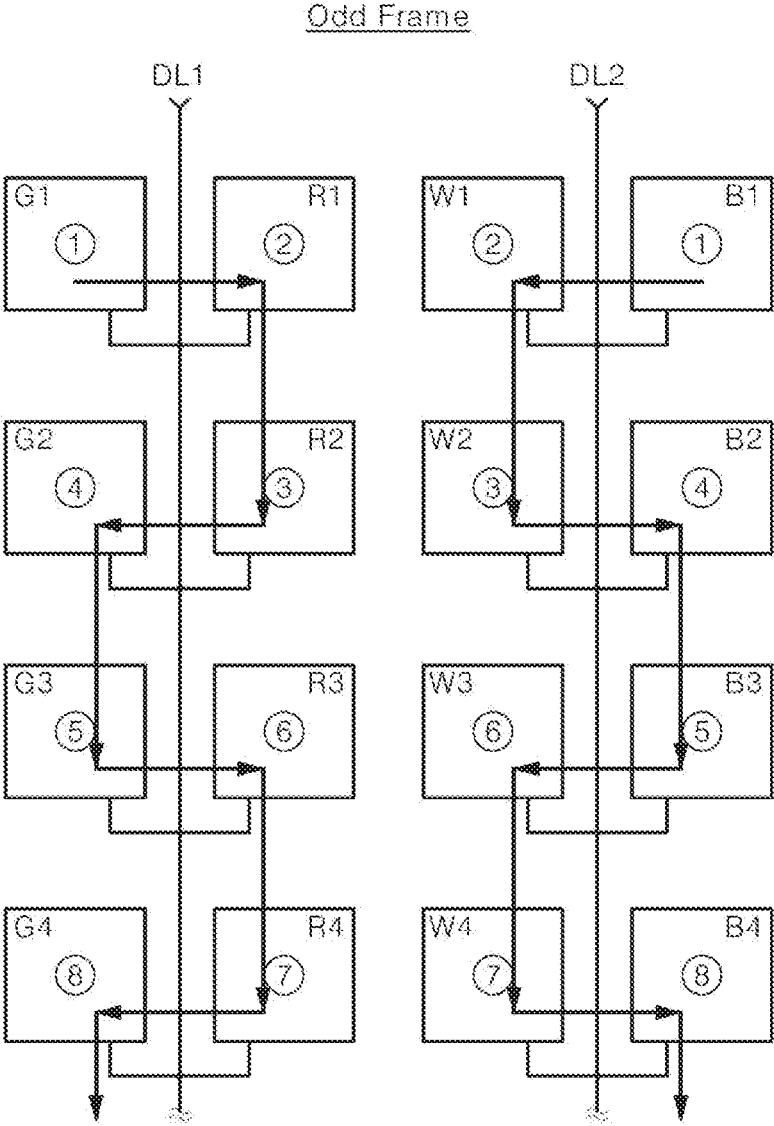 Odd Frame
DL1 DL2
G1 R1 W1 B1
① ② ② ①
G2 R2 W2 B2
④ ③ ③ ④
G3 R3 W3 B3
⑤ ⑥ ⑥ ⑤
G4 R4 W4 B4
⑧ ⑦ ⑦ ⑧